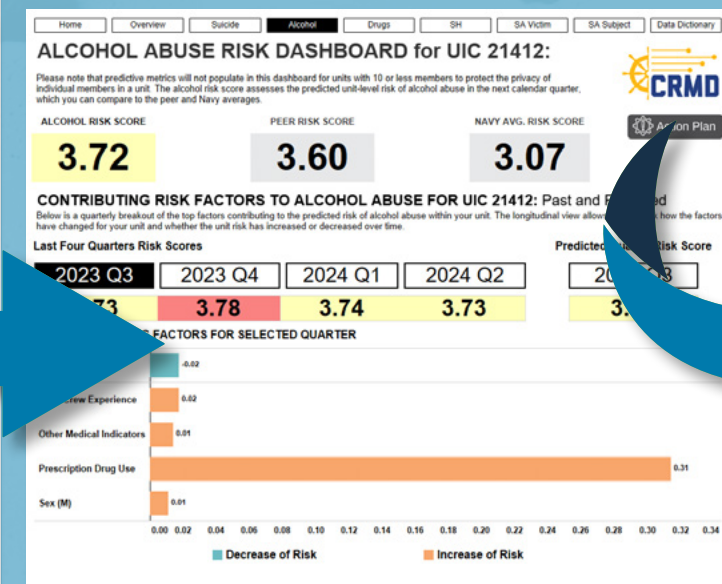 Home Overview Suicide Alcohol Drugs SH SA Victim SA Subject Data Dictionary
ALCOHOL ABUSE RISK DASHBOARD for UIC 21412:
Please note that predictive metrics will not populate in this dashboard for units with 10 or less members to protect the privacy of
individual members in a unit. The alcohol risk score assesses the predicted unit-level risk of alcohol abuse in the next calendar quarter,
which you can compare to the peer and Navy averages.
CRMD
Action Plan
ALCOHOL RISK SCORE PEER RISK SCORE NAVY AVG. RISK SCORE
3.72 3.60 3.07
CONTRIBUTING RISK FACTORS TO ALCOHOL ABUSE FOR UIC 21412: Past and
Below is a quarterly breakout of the top factors contributing to the predicted risk of alcohol abuse within your unit. The longitudinal view allows how the factors
have changed for your unit and whether the unit risk has increased or decreased over time.
Last Four Quarters Risk Scores Predicted Risk Score
2023 Q3 2023 Q4 2024 Q1 2024 Q2
3.78 3.74 3.73
FACTORS FOR SELECTED QUARTER
-0.02
Crew Experience 0.02
Other Medical Indicators 0.01
Prescription Drug Use 0.31
Sex (M) 0.01
0.00 0.02 0.04 0.06 0.08 0.10 0.12 0.14 0.16 0.18 0.20 0.22 0.24 0.26 0.28 0.30 0.32 0.34
Decrease of Risk Increase of Risk